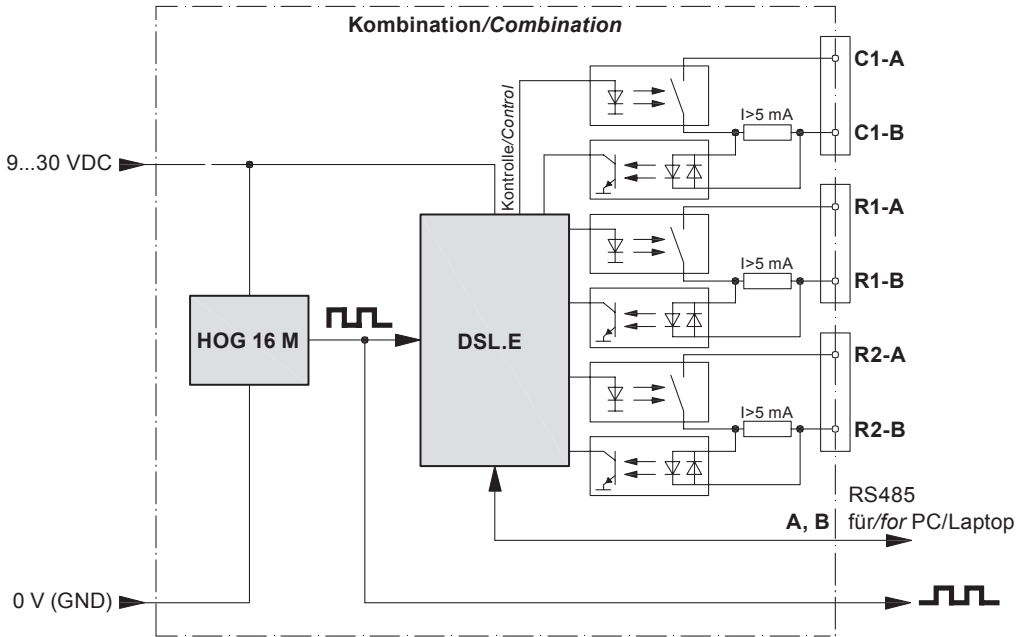 Kombination/Combination
C1-A
I>5 mA
C1-B
Kontrolle/Control
9...30 VDC
R1-A
I>5 mA
R1-B
HOG 16 M
DSL.E
R2-A
I>5 mA
R2-B
RS485
A, B für/for PC/Laptop
0 V (GND)